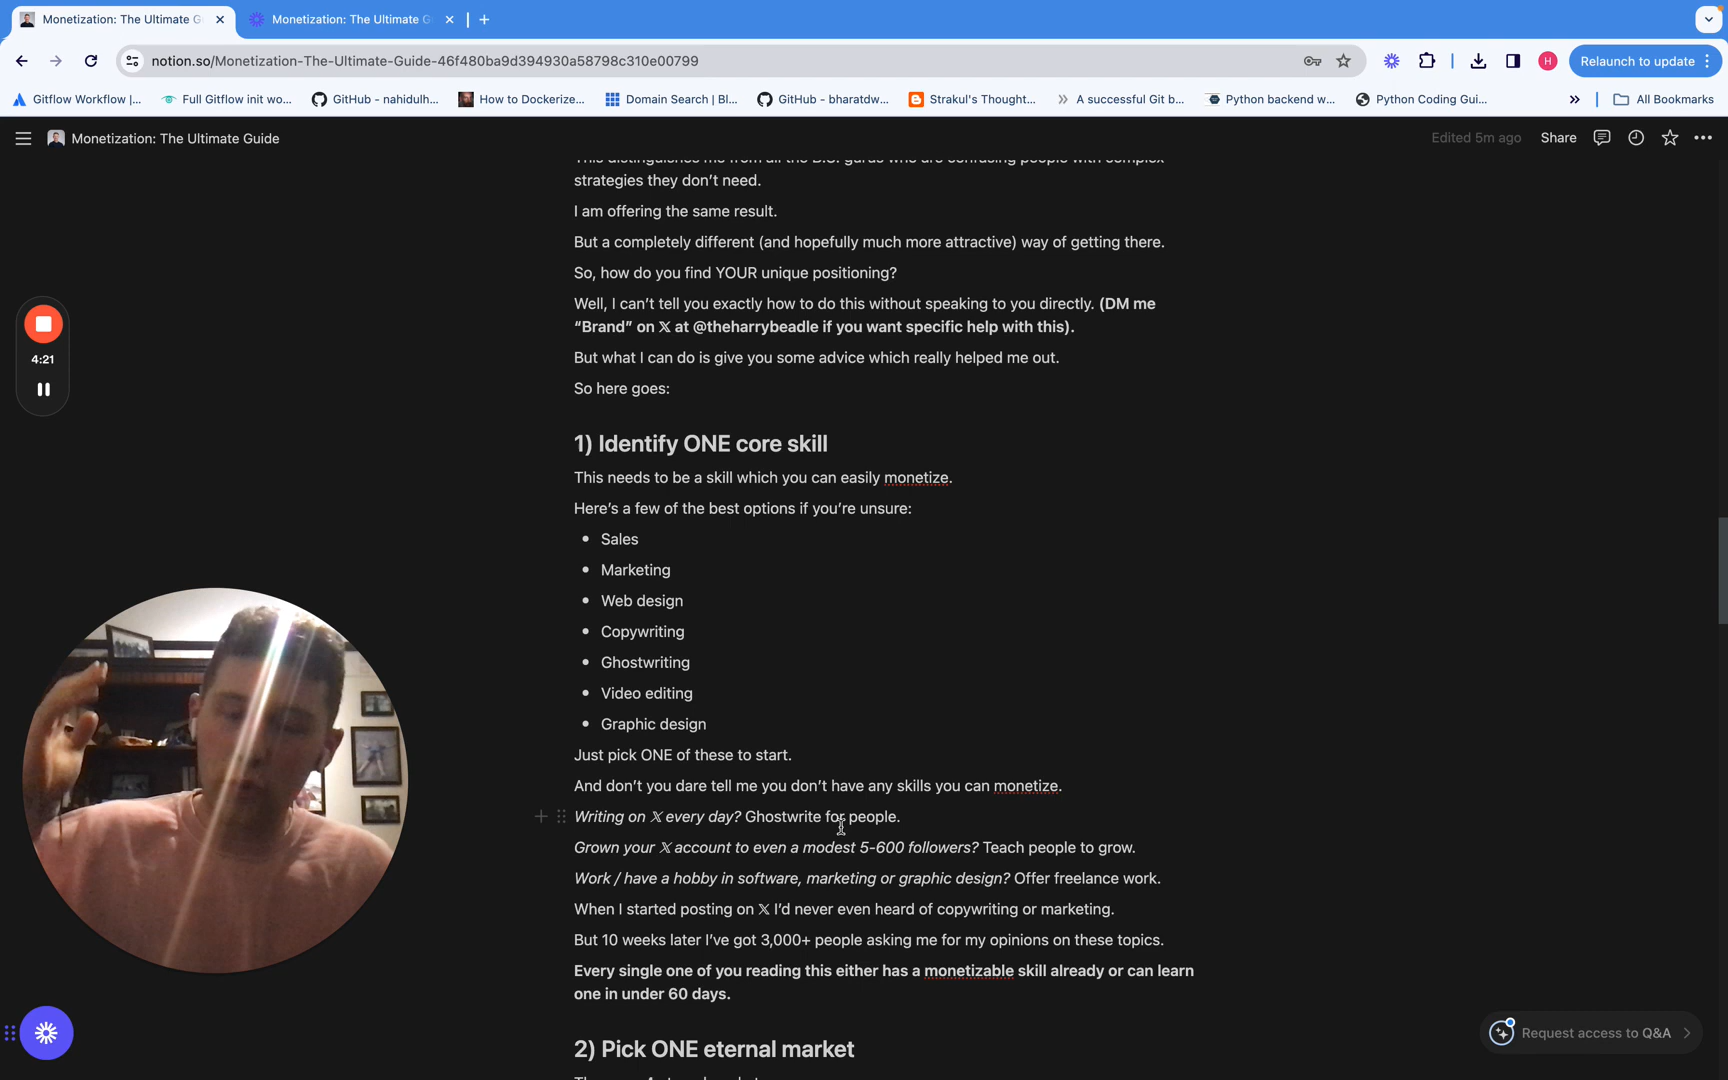 Monetization: The Ultimate G
Monetization: The Ultimate G
notion.so/Monetization-The-Ultimate-Guide-46f480ba9d394930a58798c310e00799
H
Relaunch to update
Gitflow Workflow |...
Full Gitflow init wo...
GitHub - nahidulh...
How to Dockerize...
Domain Search | Bl...
GitHub - bharatdw...
Strakul's Thought...
A successful Git b...
Python backend w...
Python Coding Gui...
All Bookmarks
Monetization: The Ultimate Guide
Edited 5m ago
Share
This distinguishes me from all the B.S. gurus who are confusing people with complex
strategies they don’t need.
I am offering the same result.
But a completely different (and hopefully much more attractive) way of getting there.
So, how do you find YOUR unique positioning?
Well, I can’t tell you exactly how to do this without speaking to you directly. (DM me
“Brand” on 𝕏 at @theharrybeadle if you want specific help with this).
But what I can do is give you some advice which really helped me out.
So here goes:
4:21
1) Identify ONE core skill
This needs to be a skill which you can easily monetize.
Here’s a few of the best options if you’re unsure:
• Sales
• Marketing
• Web design
• Copywriting
• Ghostwriting
• Video editing
• Graphic design
Just pick ONE of these to start.
And don’t you dare tell me you don’t have any skills you can monetize.
Writing on 𝕏 every day? Ghostwrite for people.
Grown your 𝕏 account to even a modest 5-600 followers? Teach people to grow.
Work / have a hobby in software, marketing or graphic design? Offer freelance work.
When I started posting on 𝕏 I’d never even heard of copywriting or marketing.
But 10 weeks later I’ve got 3,000+ people asking me for my opinions on these topics.
Every single one of you reading this either has a monetizable skill already or can learn
one in under 60 days.
Request access to Q&A
2) Pick ONE eternal market